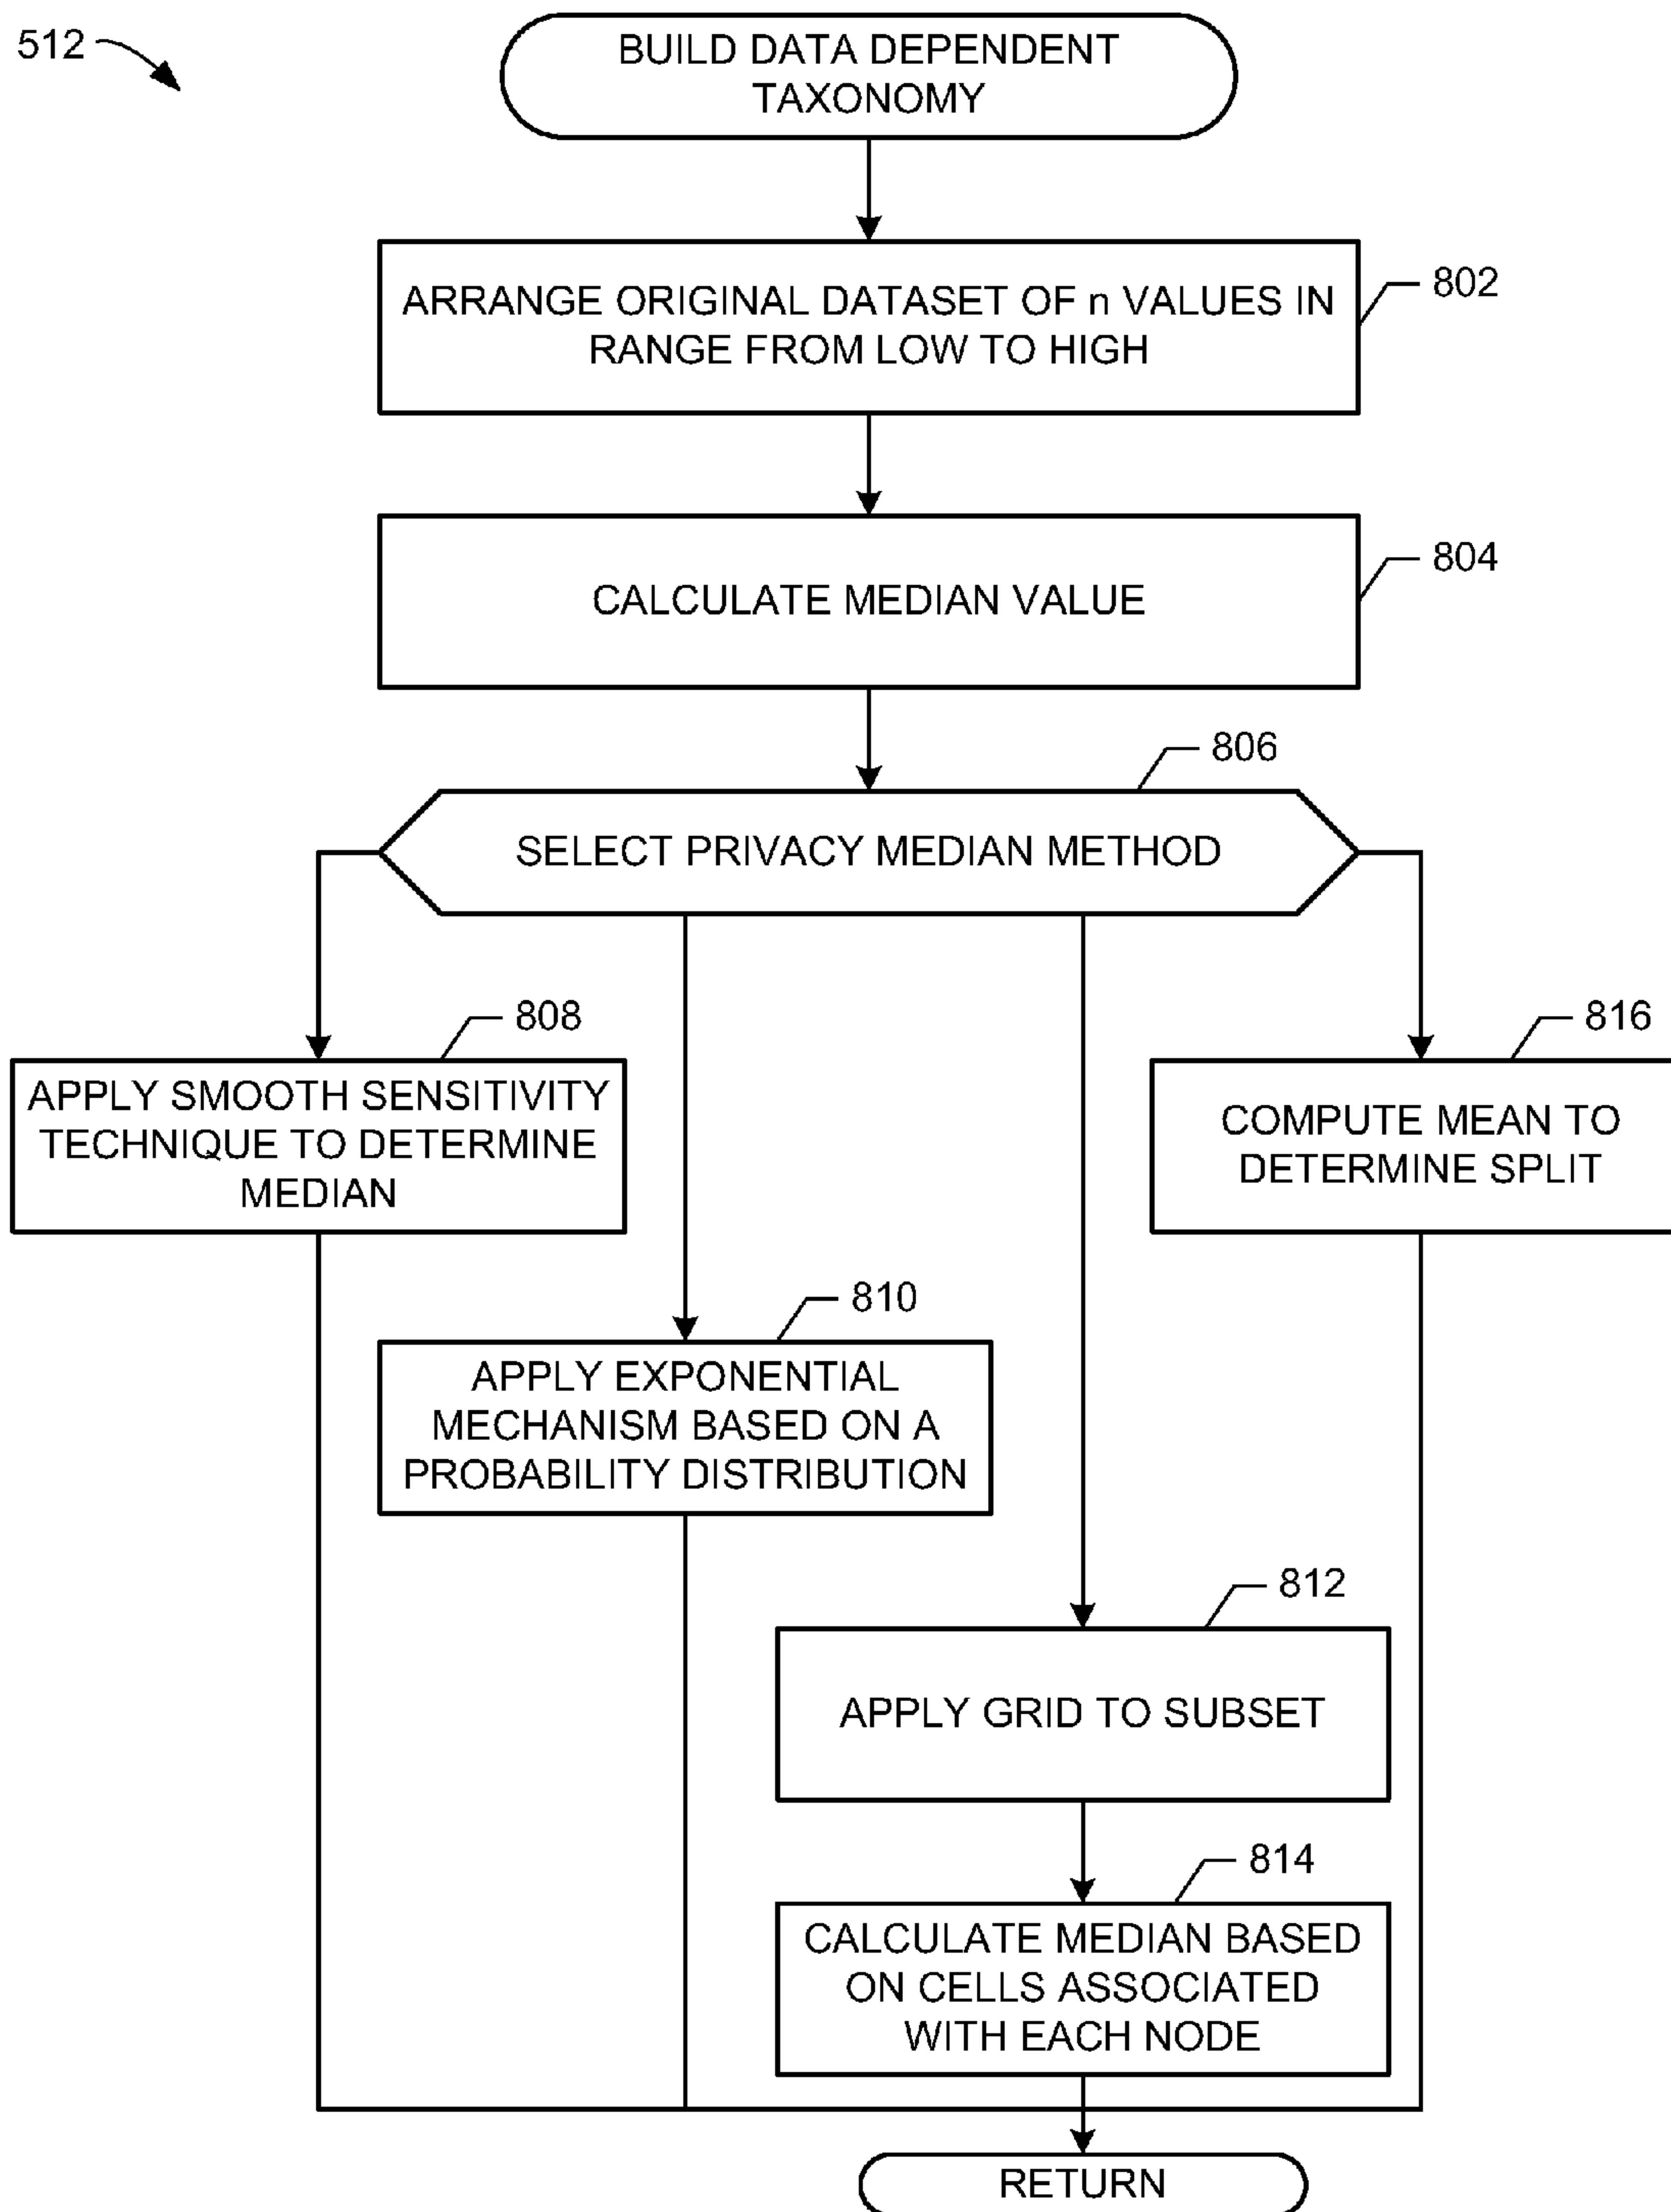 512
BUILD DATA DEPENDENT
TAXONOMY
802
ARRANGE ORIGINAL DATASET OF n VALUES IN
RANGE FROM LOW TO HIGH
804
CALCULATE MEDIAN VALUE
806
SELECT PRIVACY MEDIAN METHOD
808
APPLY SMOOTH SENSITIVITY
TECHNIQUE TO DETERMINE
MEDIAN
816
COMPUTE MEAN TO
DETERMINE SPLIT
810
APPLY EXPONENTIAL
MECHANISM BASED ON A
PROBABILITY DISTRIBUTION
812
APPLY GRID TO SUBSET
814
CALCULATE MEDIAN BASED
ON CELLS ASSOCIATED
WITH EACH NODE
RETURN